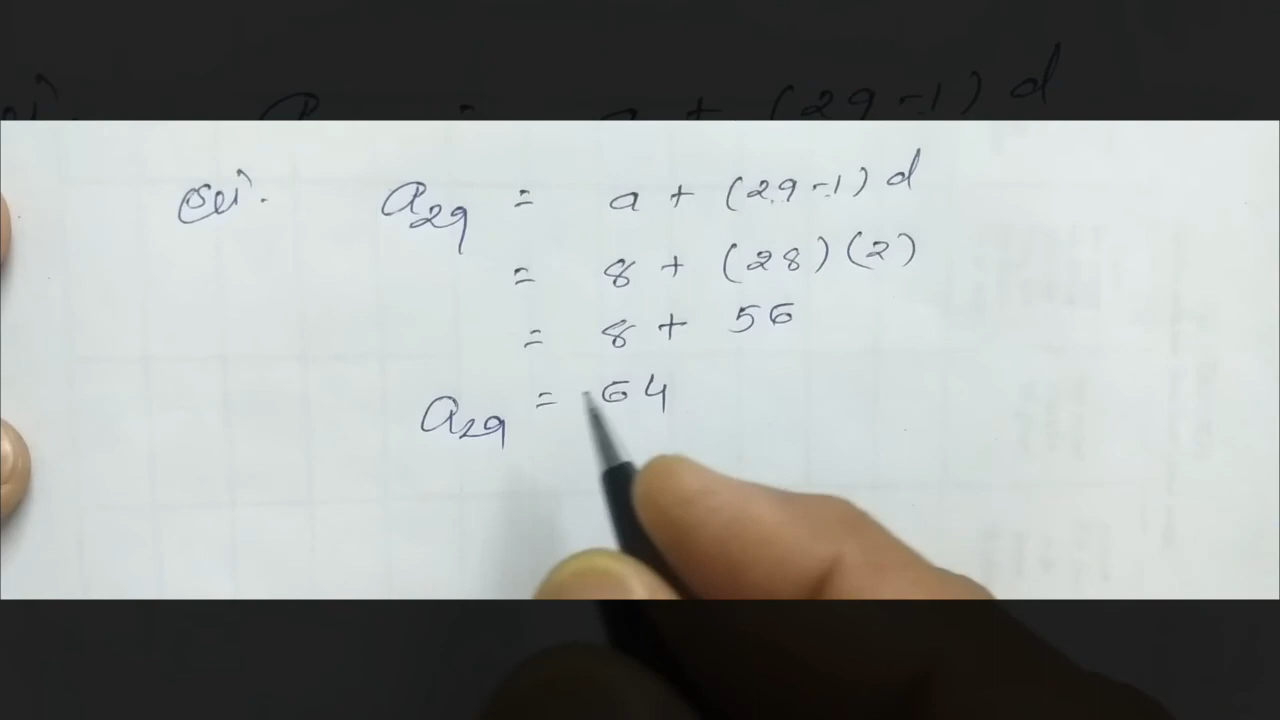 Sol. a₂₉ = a + (29-1) d
= 8 + (28) (2)
= 8 + 56
a₂₉ = 64